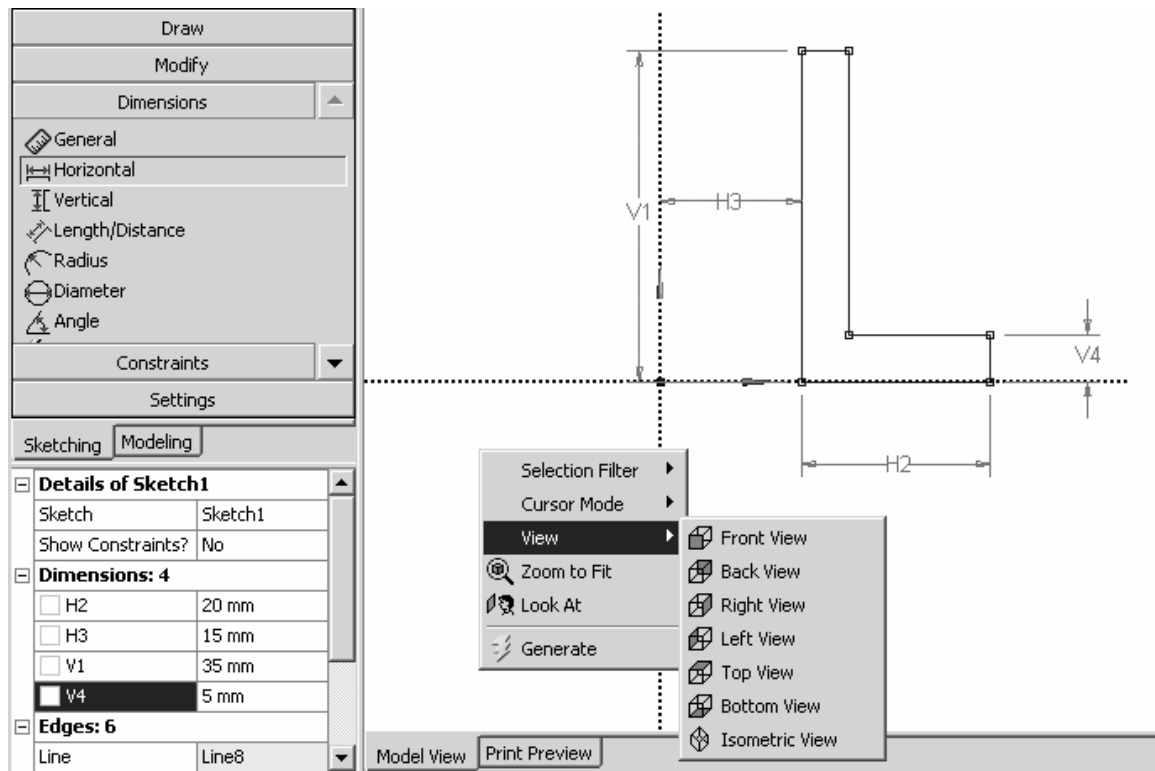 Draw
Modify
Dimensions
General
Horizontal
Vertical
Length/Distance
Radius
Diameter
Angle
Constraints
Settings
Sketching Modeling
Details of Sketch1
Sketch Sketch1
Show Constraints? No
Dimensions: 4
H2 20 mm
H3 15 mm
V1 35 mm
V4 5 mm
Edges: 6
Line Line8
V1
H3
V4
H2
Selection Filter
Cursor Mode
View
Zoom to Fit
Look At
Generate
Front View
Back View
Right View
Left View
Top View
Bottom View
Isometric View
Model View Print Preview